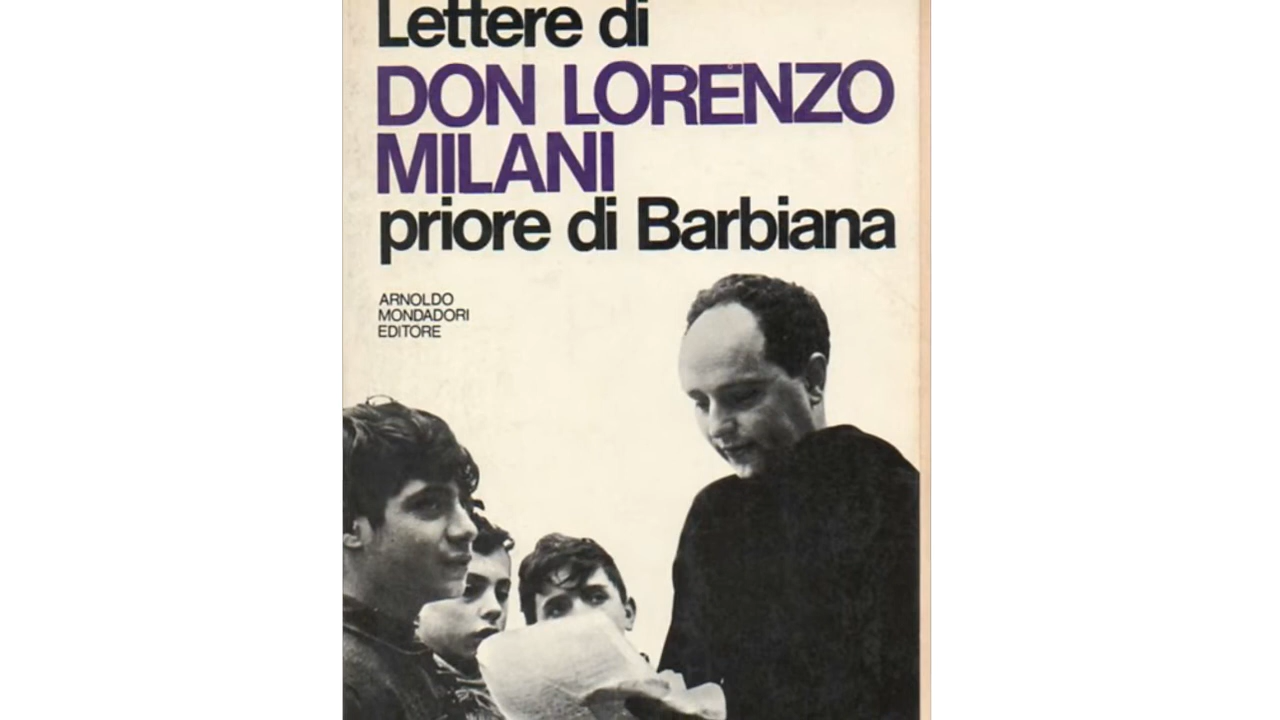 Lettere di
DON LORENZO
MILANI
priore di Barbiana
ARNOLDO
MONDADORI
EDITORE